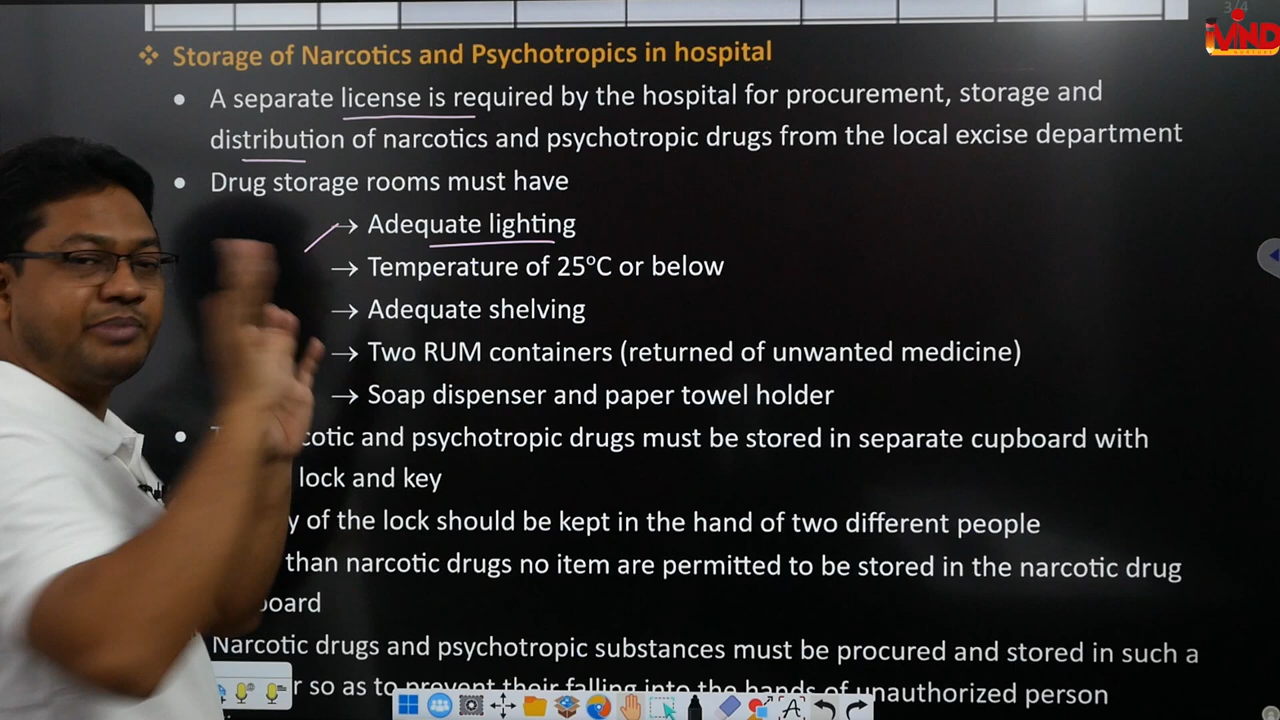 3/4
MIND
❖ Storage of Narcotics and Psychotropics in hospital
• A separate license is required by the hospital for procurement, storage and
distribution of narcotics and psychotropic drugs from the local excise department
• Drug storage rooms must have
→ Adequate lighting
→ Temperature of 25°C or below
→ Adequate shelving
→ Two RUM containers (returned of unwanted medicine)
→ Soap dispenser and paper towel holder
• cotic and psychotropic drugs must be stored in separate cupboard with
lock and key
y of the lock should be kept in the hand of two different people
than narcotic drugs no item are permitted to be stored in the narcotic drug
board
Narcotic drugs and psychotropic substances must be procured and stored in such a
r so as to prevent their falling into the hands of unauthorized person